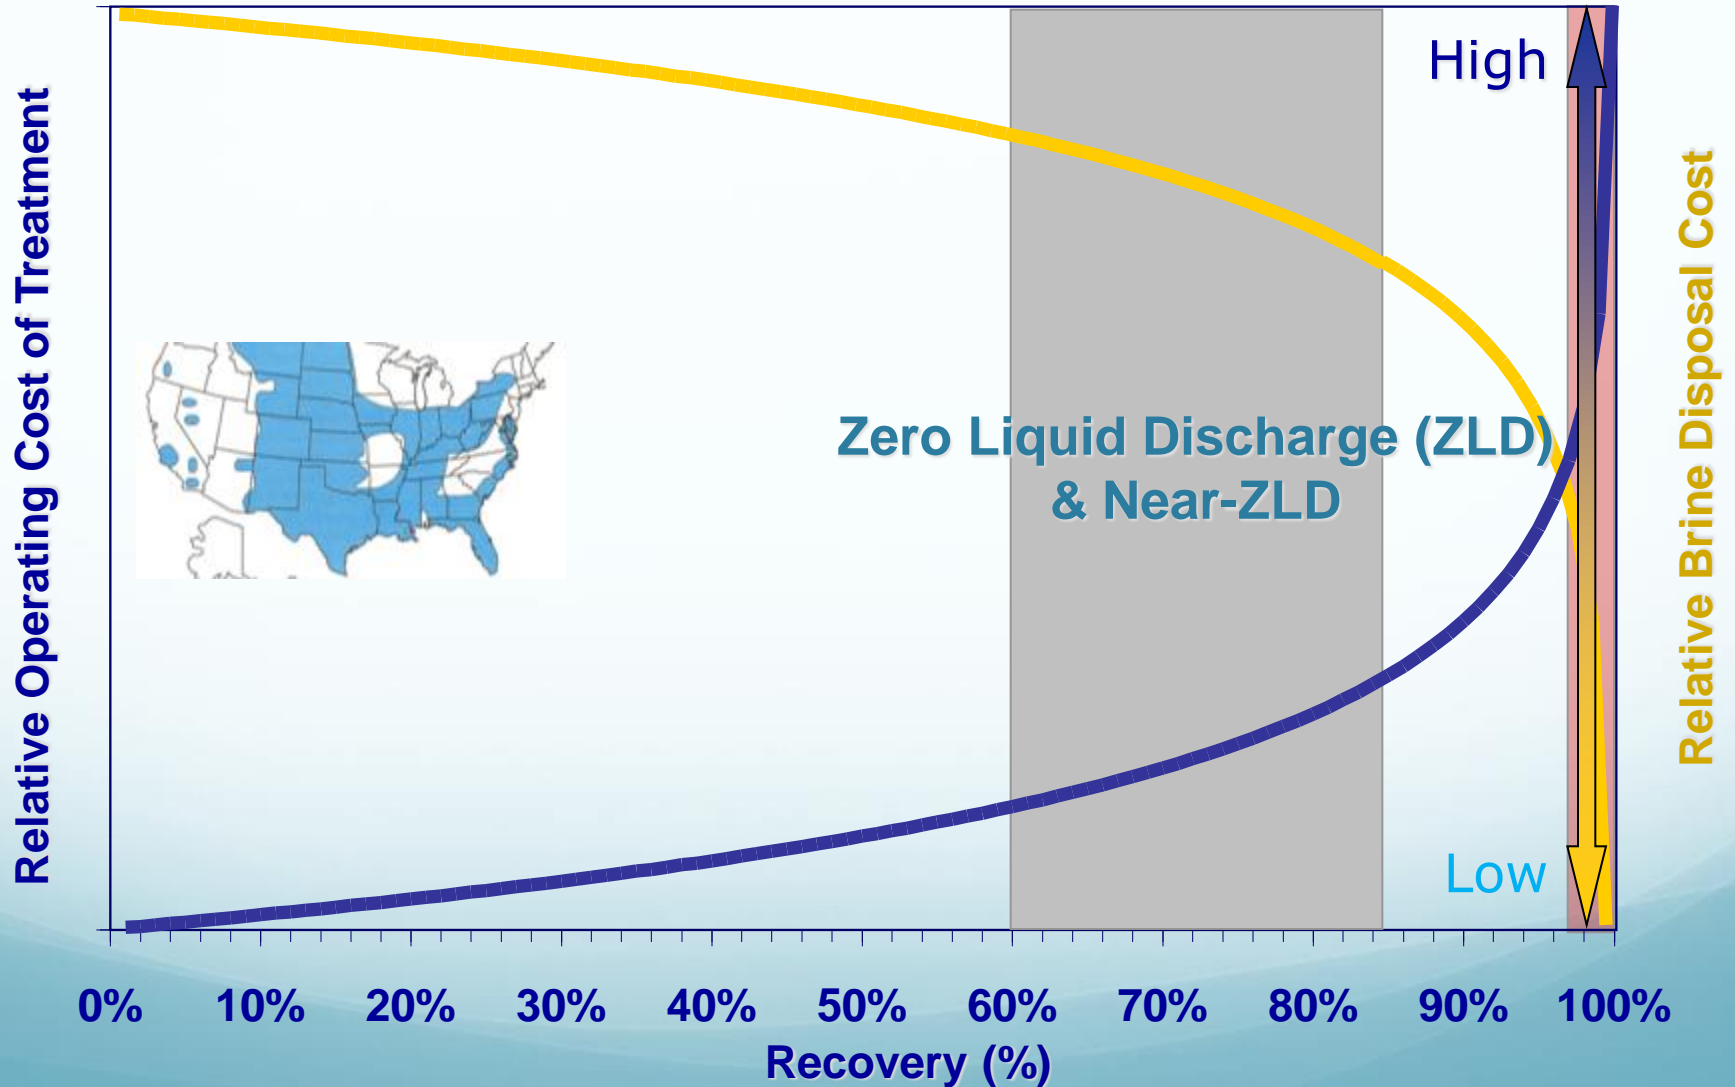 Relative Operating Cost of Treatment
High
Zero Liquid Discharge (ZLD)
& Near-ZLD
Low
Relative Brine Disposal Cost
0% 10% 20% 30% 40% 50% 60% 70% 80% 90% 100%
Recovery (%)